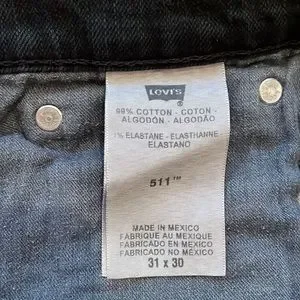 Levi's
®
99% COTTON - COTON -
ALGODÓN - ALGODÃO
1% ELASTANE - ELASTHANNE
ELASTANO
511™
MADE IN MEXICO
FABRIQUE AU MEXIQUE
FABRICADO EN MEXICO
FABRICADO NO MEXICO
31 x 30